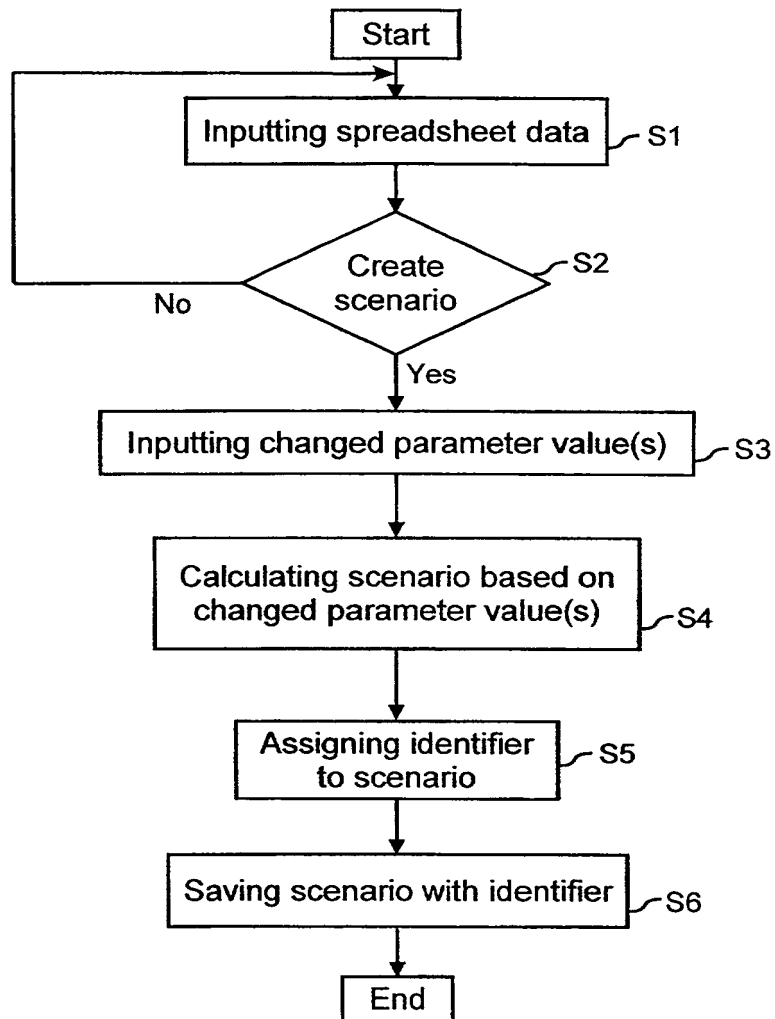 Start
Inputting spreadsheet data
S1
Create
scenario
S2
No
Yes
Inputting changed parameter value(s)
S3
Calculating scenario based on
changed parameter value(s)
S4
Assigning identifier
to scenario
S5
Saving scenario with identifier
S6
End